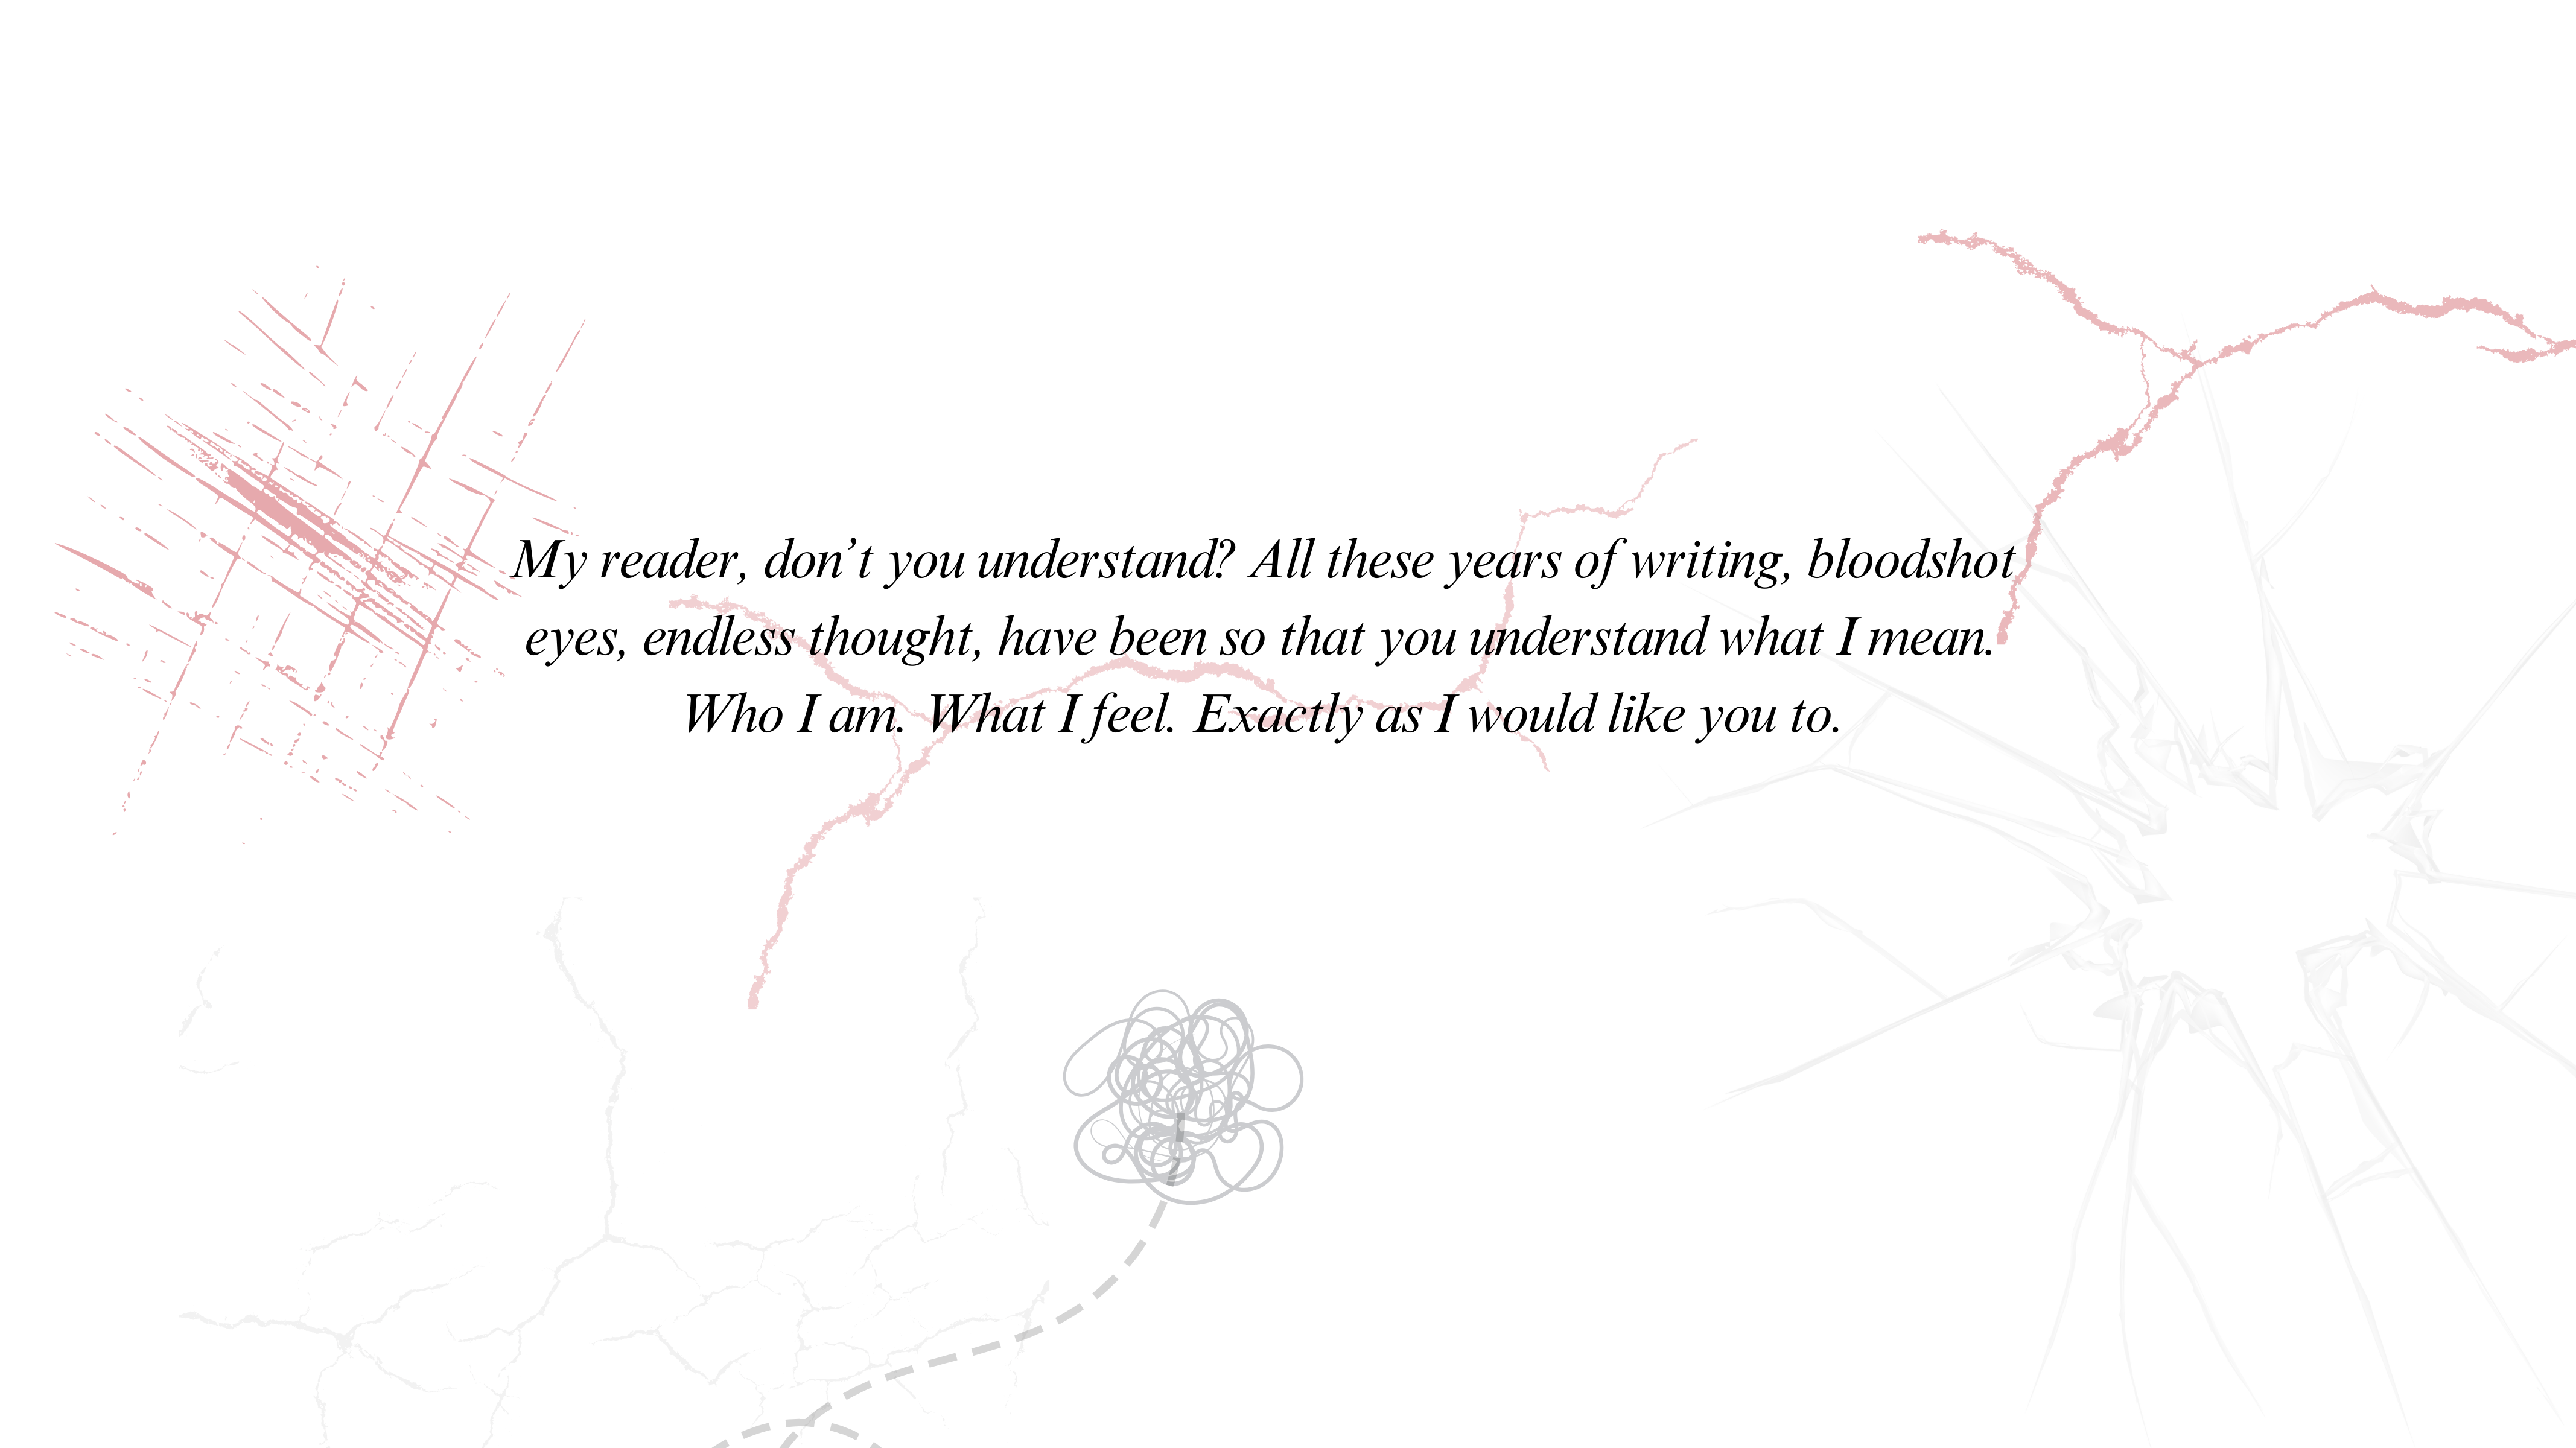 My reader, don’t you understand? All these years of writing, bloodshot
eyes, endless thought, have been so that you understand what I mean.
Who I am. What I feel. Exactly as I would like you to.